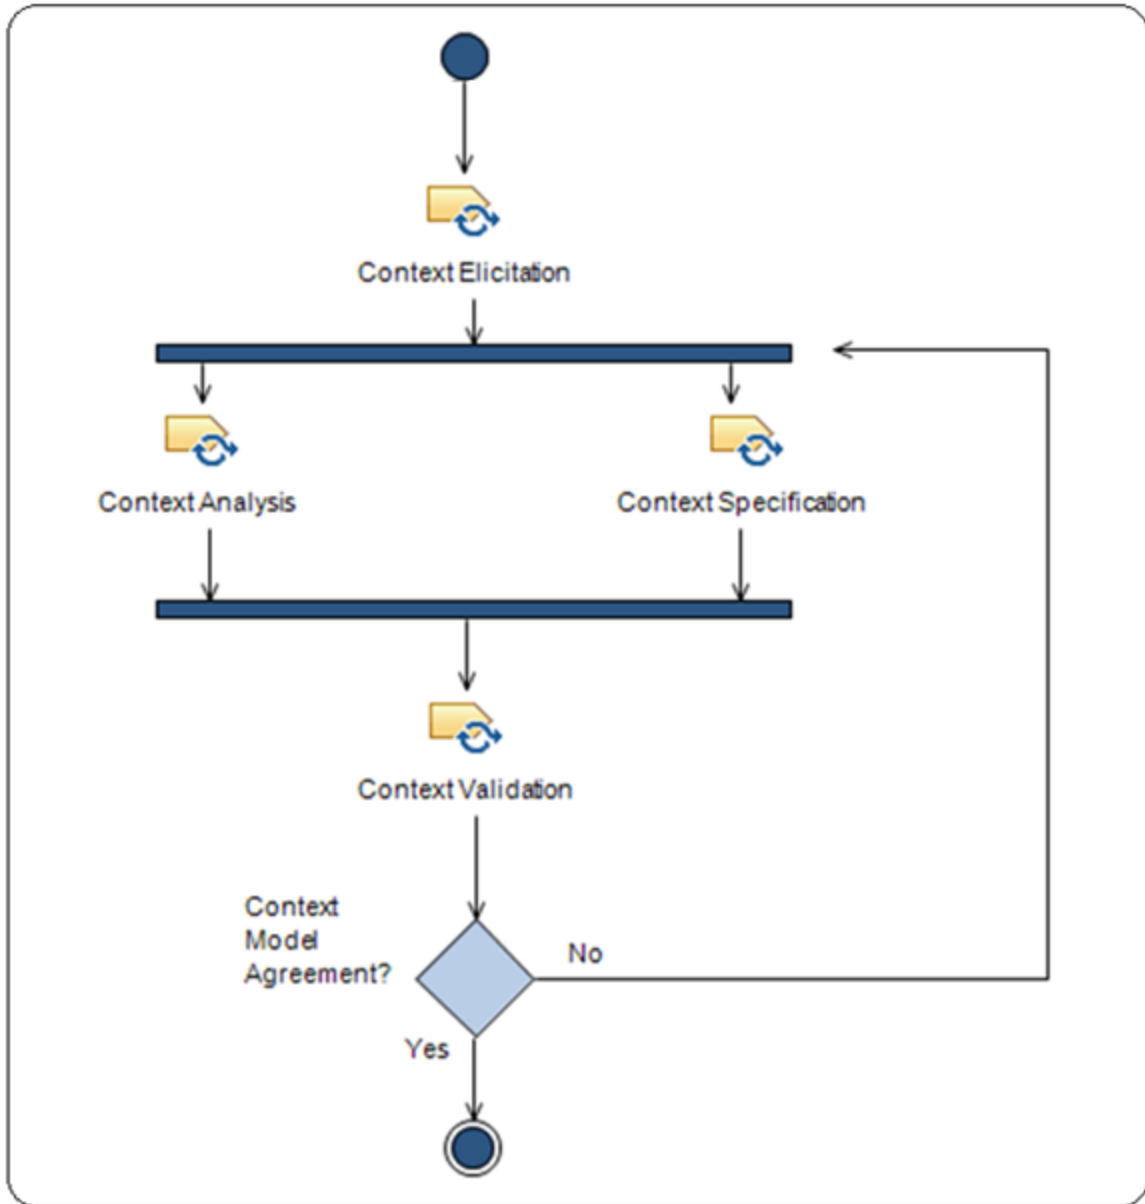 Context Elicitation
Context Analysis
Context Specification
Context Validation
Context
Model
Agreement?
No
Yes